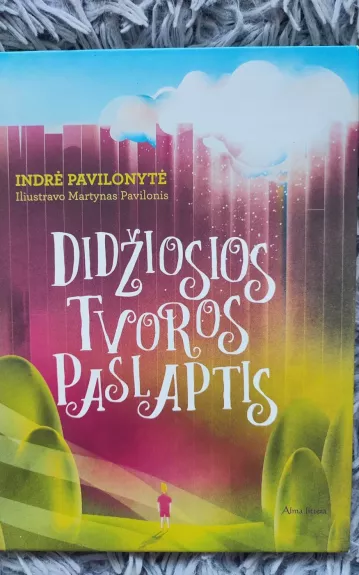 INDRĖ PAVILONYTĖ
Iliustravo Martynas Pavilonis
DIDŽIOSIOS
TVOROS
PASLAPTIS
Alma littera